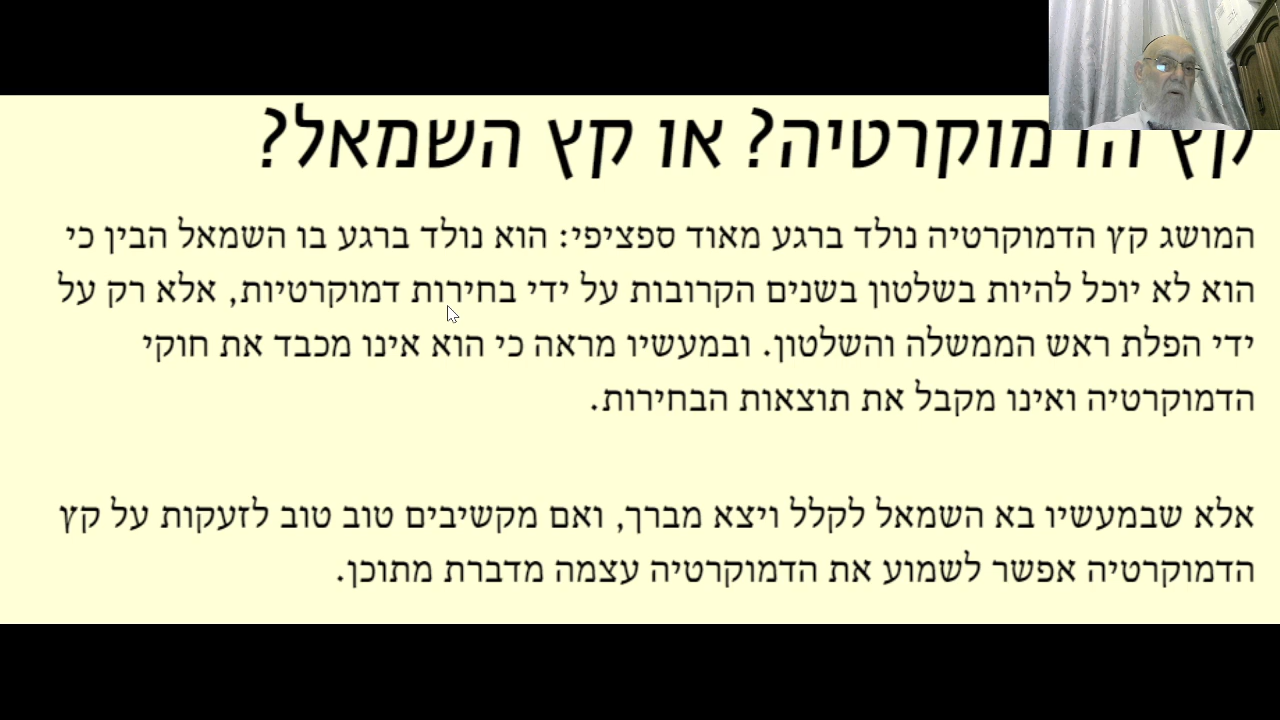 קץ הדמוקרטיה? או קץ השמאל?
המושג קץ הדמוקרטיה נולד ברגע מאוד ספציפי: הוא נולד ברגע בו השמאל הבין כי
הוא לא יוכל להיות בשלטון בשנים הקרובות על ידי בחירות דמוקרטיות, אלא רק על
ידי הפלת ראש הממשלה והשלטון. ובמעשיו מראה כי הוא אינו מכבד את חוקי
הדמוקרטיה ואינו מקבל את תוצאות הבחירות.
אלא שבמעשיו בא השמאל לקלל ויצא מברך, ואם מקשיבים טוב טוב לזעקות על קץ
הדמוקרטיה אפשר לשמוע את הדמוקרטיה עצמה מדברת מתוכן.